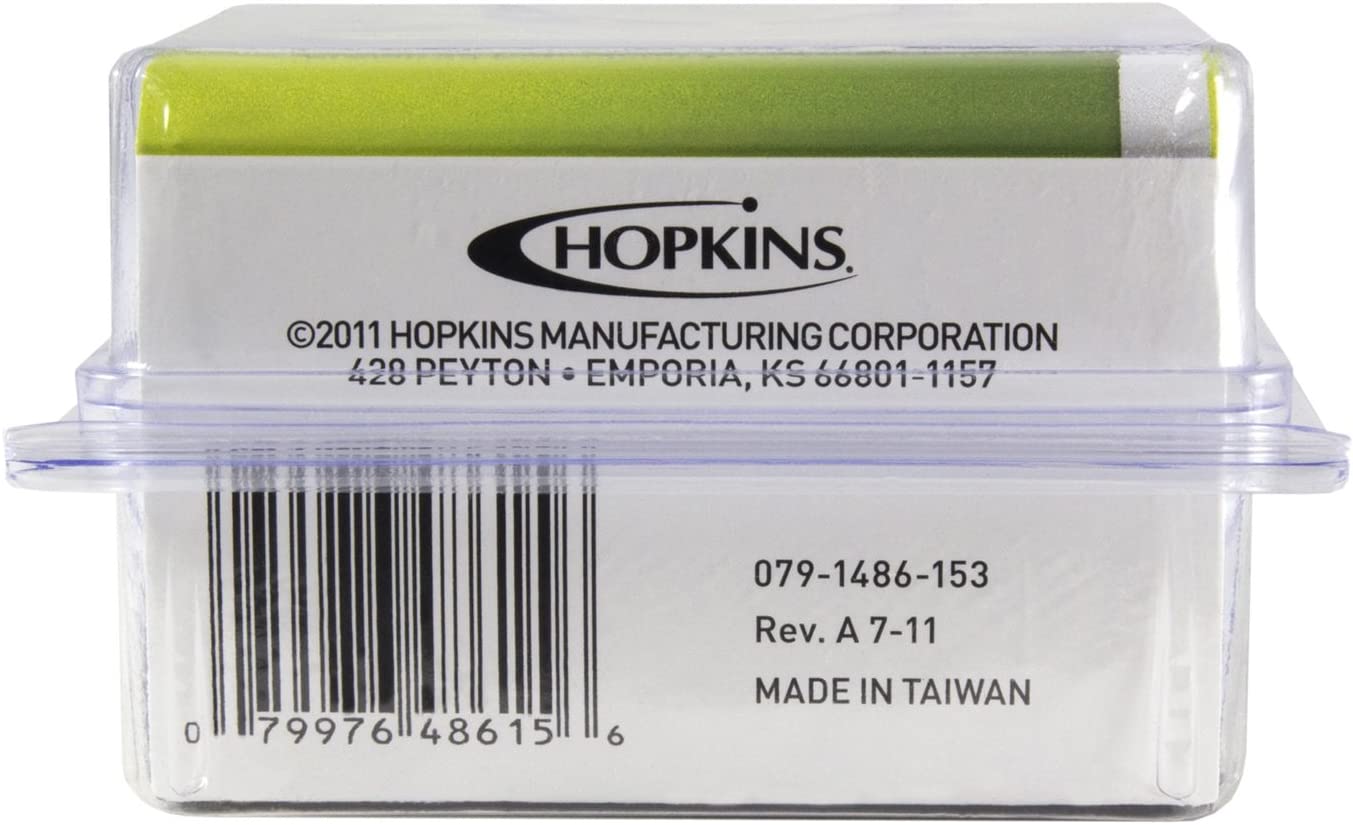 HOPKINS.
©2011 HOPKINS MANUFACTURING CORPORATION
428 PEYTON • EMPORIA, KS 66801-1157
079-1486-153
Rev. A 7-11
MADE IN TAIWAN
0 79976 48615 6